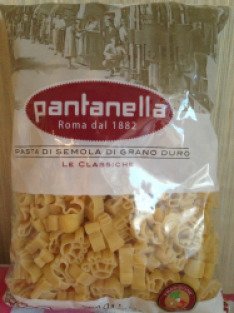 pantanella
Roma dal 1882
PASTA DI SEMOLA DI GRANO DURO
LE CLASSICHE